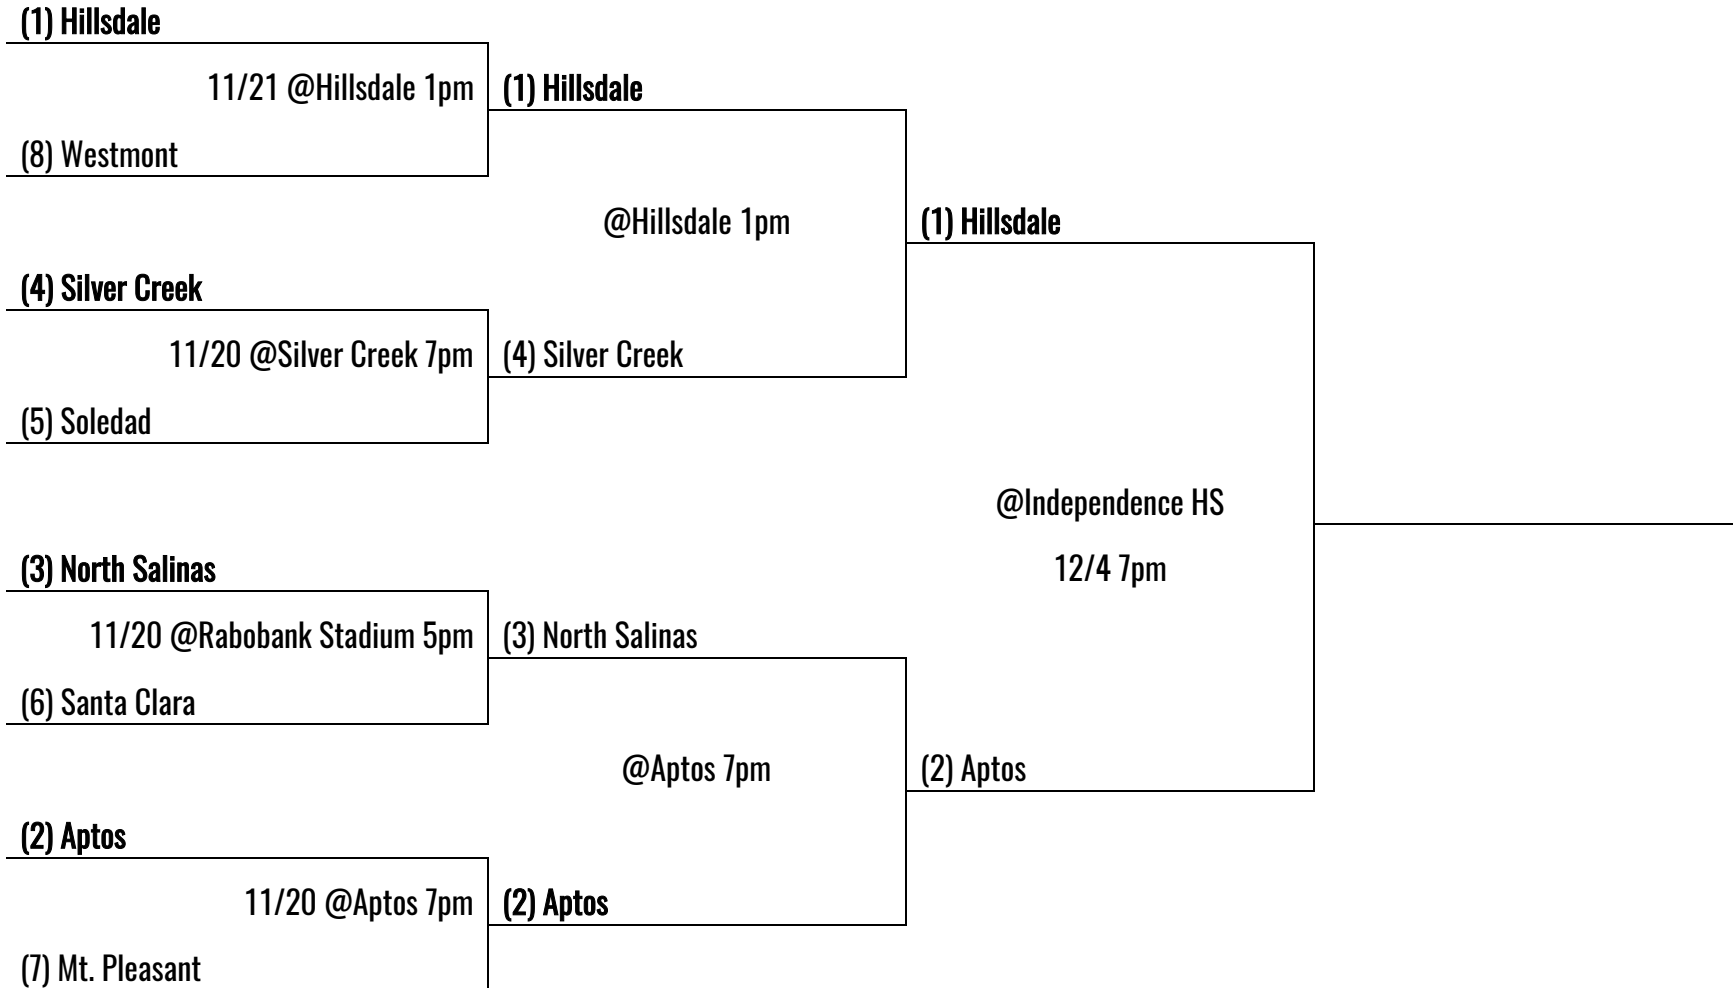 (1) Hillsdale
11/21 @Hillsdale 1pm
(1) Hillsdale
(8) Westmont
@Hillsdale 1pm
(1) Hillsdale
(4) Silver Creek
11/20 @Silver Creek 7pm
(4) Silver Creek
(5) Soledad
@Independence HS
(3) North Salinas
12/4 7pm
11/20 @Rabobank Stadium 5pm
(3) North Salinas
(6) Santa Clara
@Aptos 7pm
(2) Aptos
(2) Aptos
11/20 @Aptos 7pm
(2) Aptos
(7) Mt. Pleasant